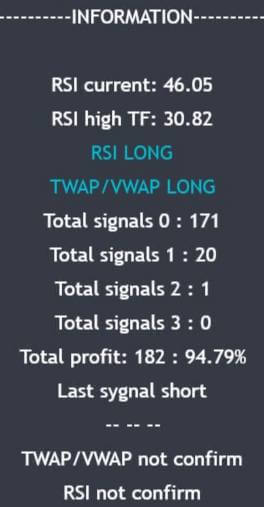 ----------INFORMATION----------
RSI current: 46.05
RSI high TF: 30.82
RSI LONG
TWAP/VWAP LONG
Total signals 0 : 171
Total signals 1 : 20
Total signals 2 : 1
Total signals 3 : 0
Total profit: 182 : 94.79%
Last sygnal short
-- -- --
TWAP/VWAP not confirm
RSI not confirm